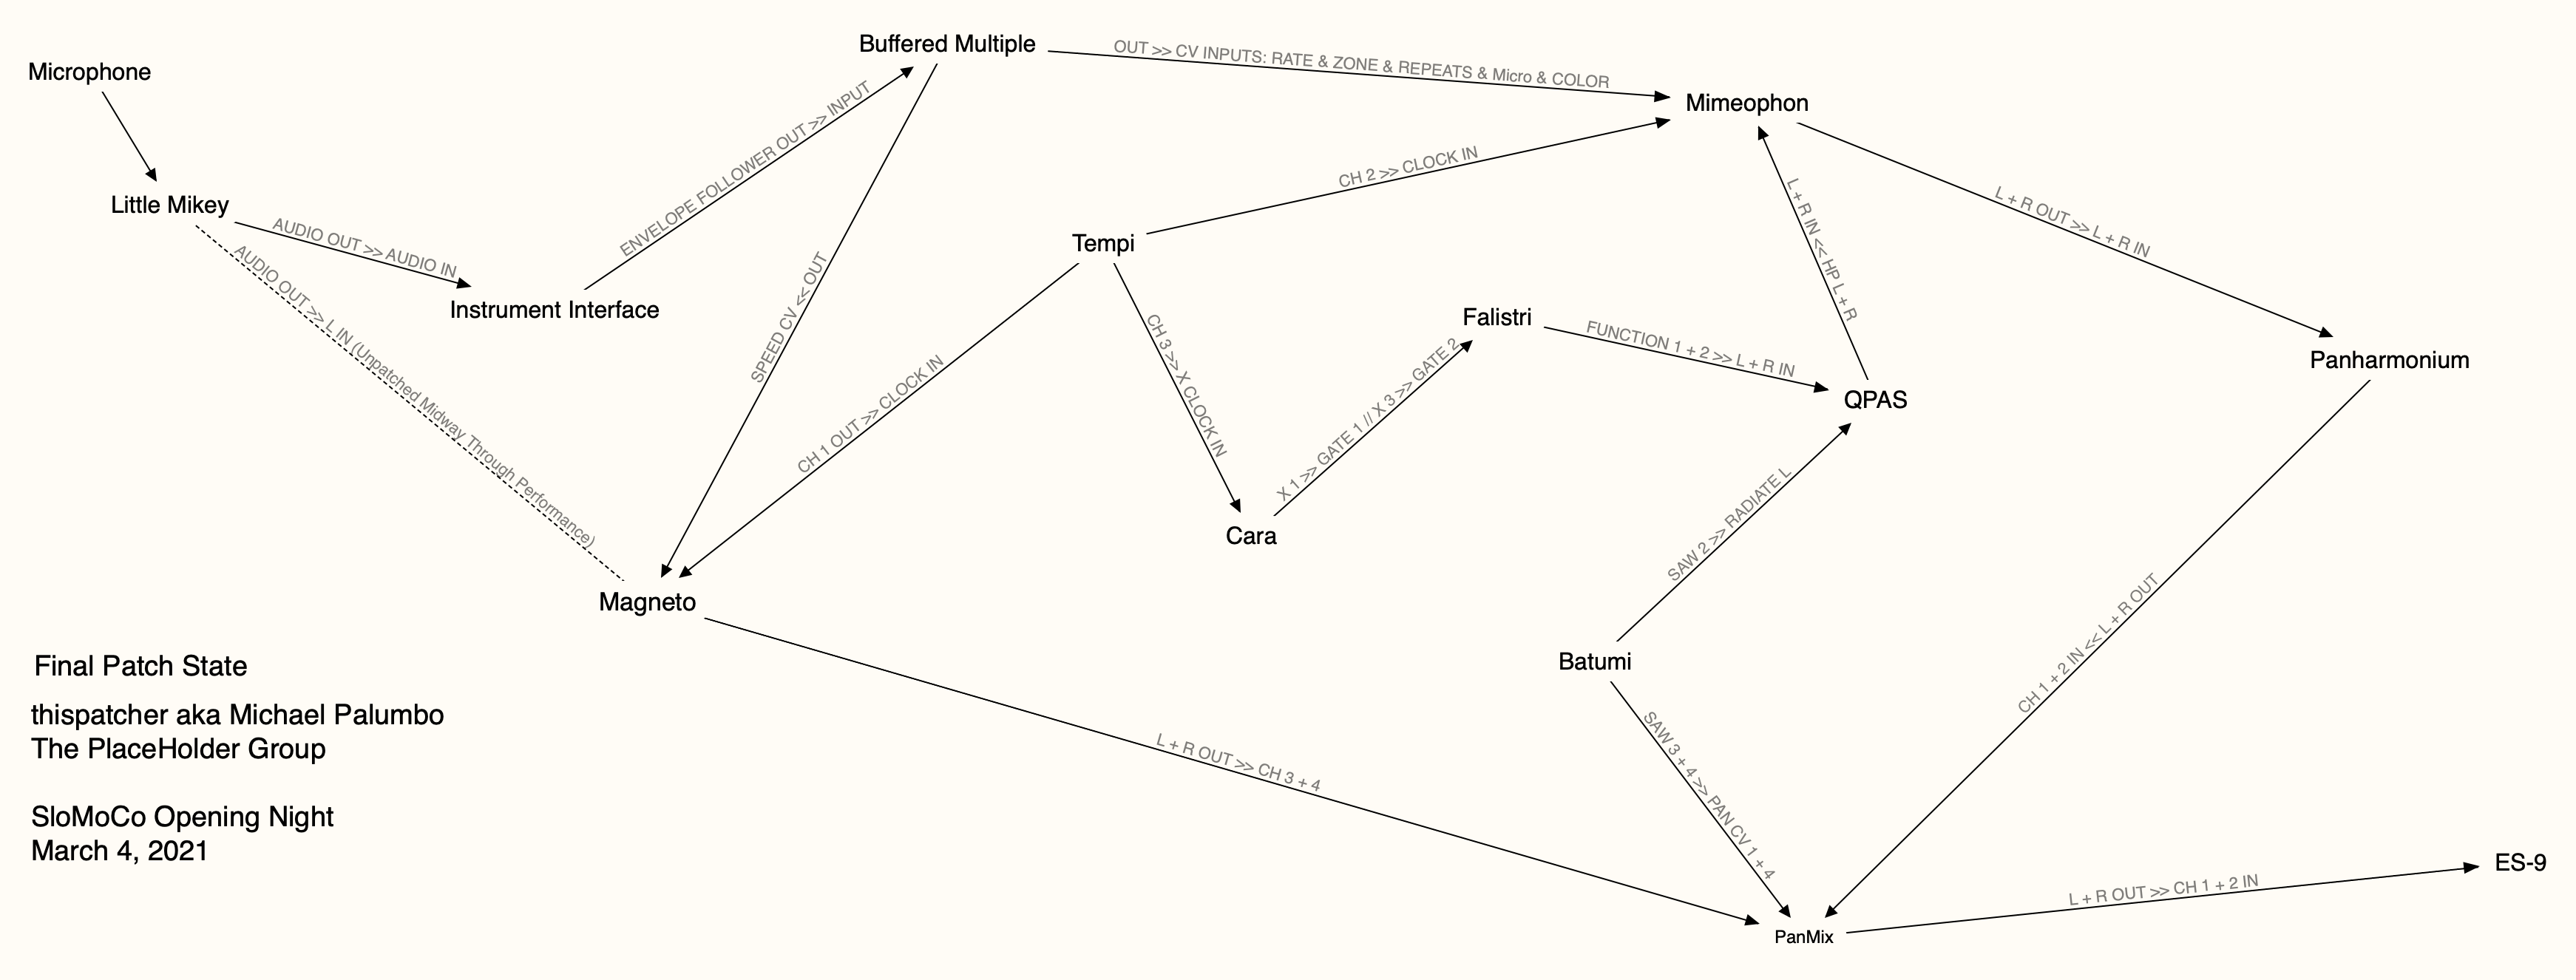 Buffered Multiple
Microphone
OUT >> CV INPUTS: RATE & ZONE & REPEATS & Micro & COLOR
Mimeophon
ENVELOPE FOLLOWER OUT >> INPUT
CH 2 >> CLOCK IN
Little Mikey
L + R IN << HP L + R
L + R OUT >> L + R IN
AUDIO OUT >> AUDIO IN
Tempi
Instrument Interface
AUDIO OUT >> L IN (Unpatched Midway Through Performance)
SPEED CV << OUT
Falistri
FUNCTION 1 + 2 >> L + R IN
Panharmonium
CH 3 >> X CLOCK IN
QPAS
CH 1 OUT >> CLOCK IN
X 1 >> GATE 1 // X 3 >> GATE 2
Cara
SAW 2 >> RADIATE L
Magneto
CH 1 + 2 IN << L + R OUT
Batumi
Final Patch State
thispatcher aka Michael Palumbo
The PlaceHolder Group
L + R OUT >> CH 3 + 4
SAW 3 + 4 >> PAN CV 1 + 4
SloMoCo Opening Night
March 4, 2021
ES-9
L + R OUT >> CH 1 + 2 IN
PanMix